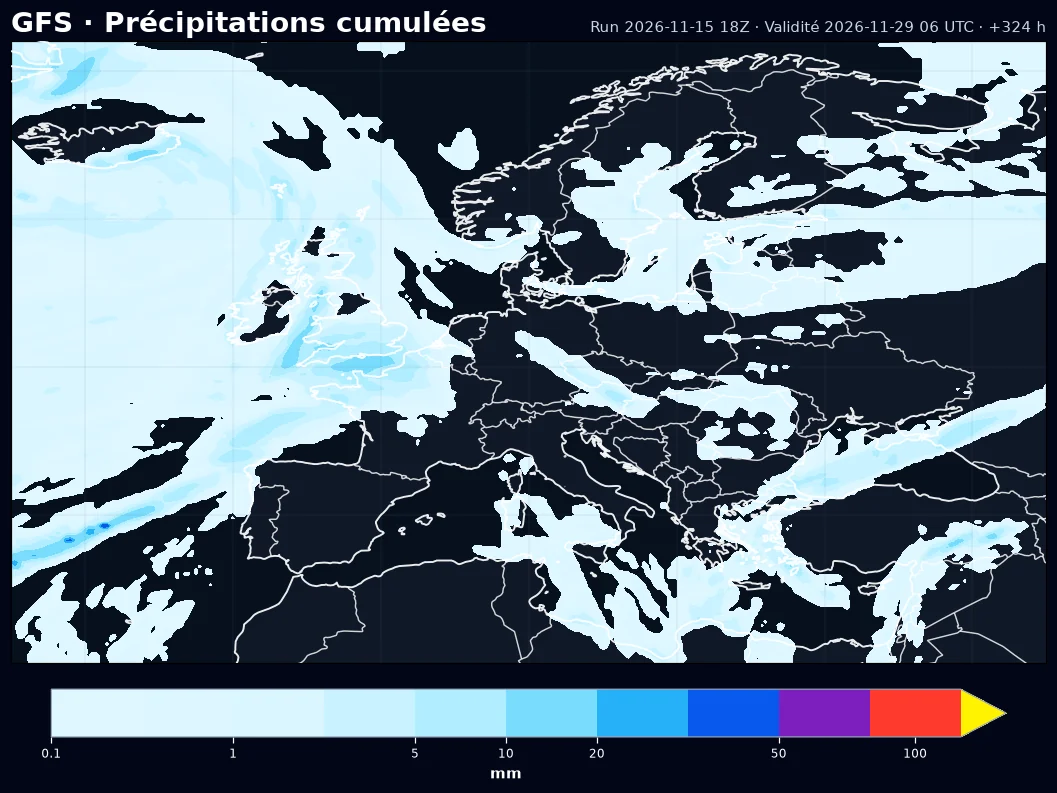 GFS · Précipitations cumulées
Run 2026-11-15 18Z · Validité 2026-11-29 06 UTC · +324 h
0.1 1 5 10 20 50 100
mm